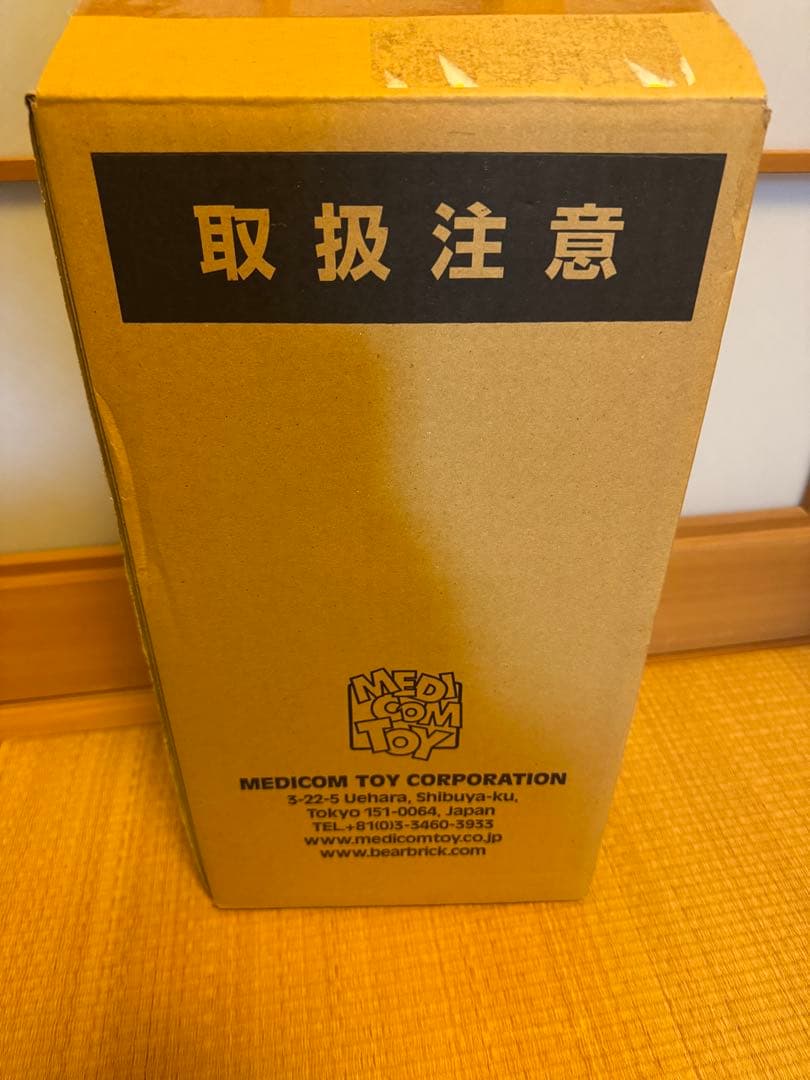 取扱注意
MEDI
COM
TOY
MEDICOM TOY CORPORATION
3-22-5 Uehara, Shibuya-ku,
Tokyo 151-0064, Japan
TEL.+81(0)3-3460-3933
www.medicomtoy.co.jp
www.bearbrick.com